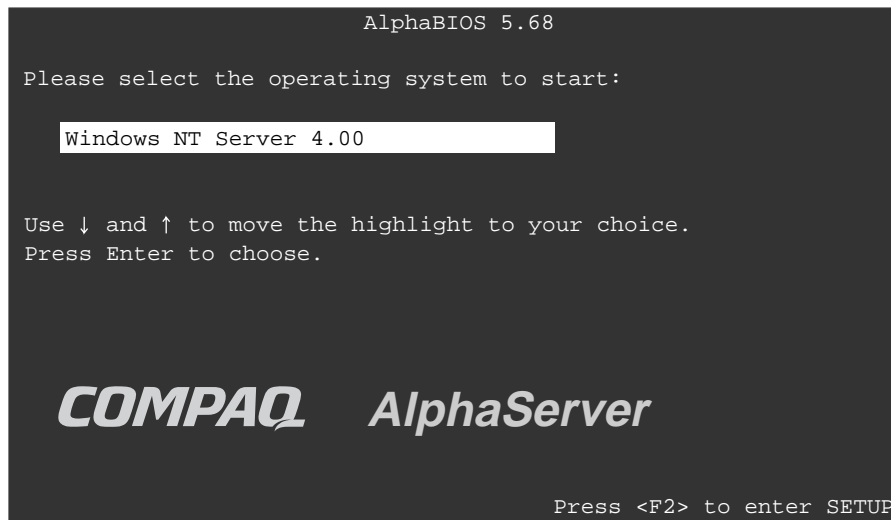 AlphaBIOS 5.68
Please select the operating system to start:
Windows NT Server 4.00
Use ↓ and ↑ to move the highlight to your choice.
Press Enter to choose.
COMPAQ AlphaServer
Press <F2> to enter SETUP